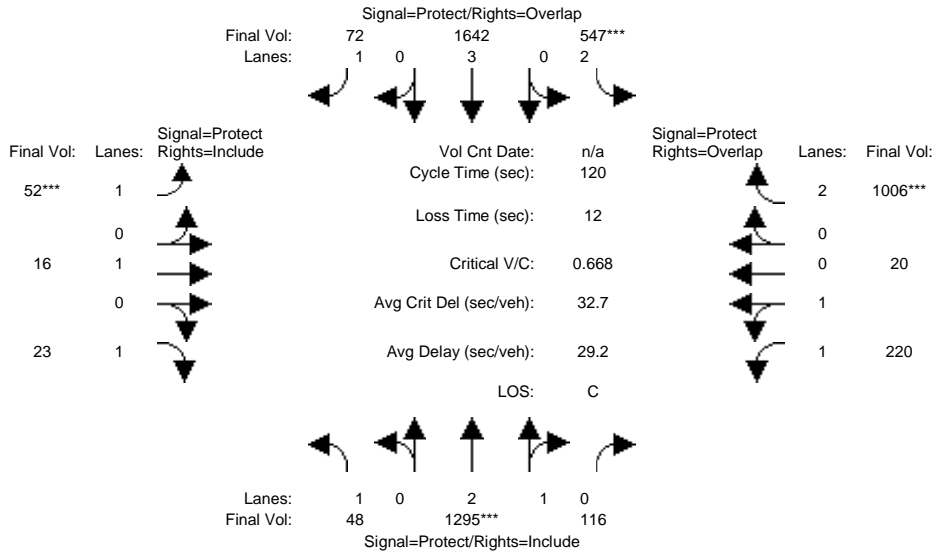 Signal=Protect/Rights=Overlap
Final Vol: 72 1642 547***
Lanes: 1 0 3 0 2
Signal=Protect
Final Vol: Lanes: Rights=Include
Vol Cnt Date: n/a
Signal=Protect
Rights=Overlap Lanes: Final Vol:
Cycle Time (sec): 120
52*** 1 2 1006***
Loss Time (sec): 12
0 0
16 1 Critical V/C: 0.668 0 20
0 Avg Crit Del (sec/veh): 32.7 1
23 1 Avg Delay (sec/veh): 29.2 1 220
LOS: C
Lanes: 1 0 2 1 0
Final Vol: 48 1295*** 116
Signal=Protect/Rights=Include